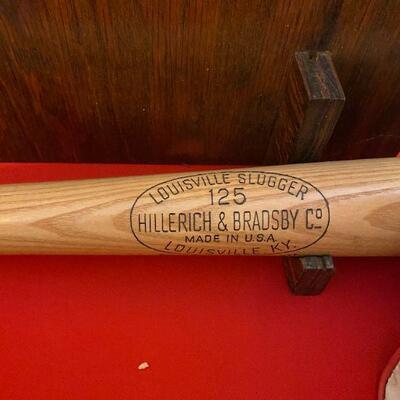 LOUISVILLE SLUGGER
125
HILLERICH & BRADSBY Co
MADE IN U.S.A.
LOUISVILLE KY.